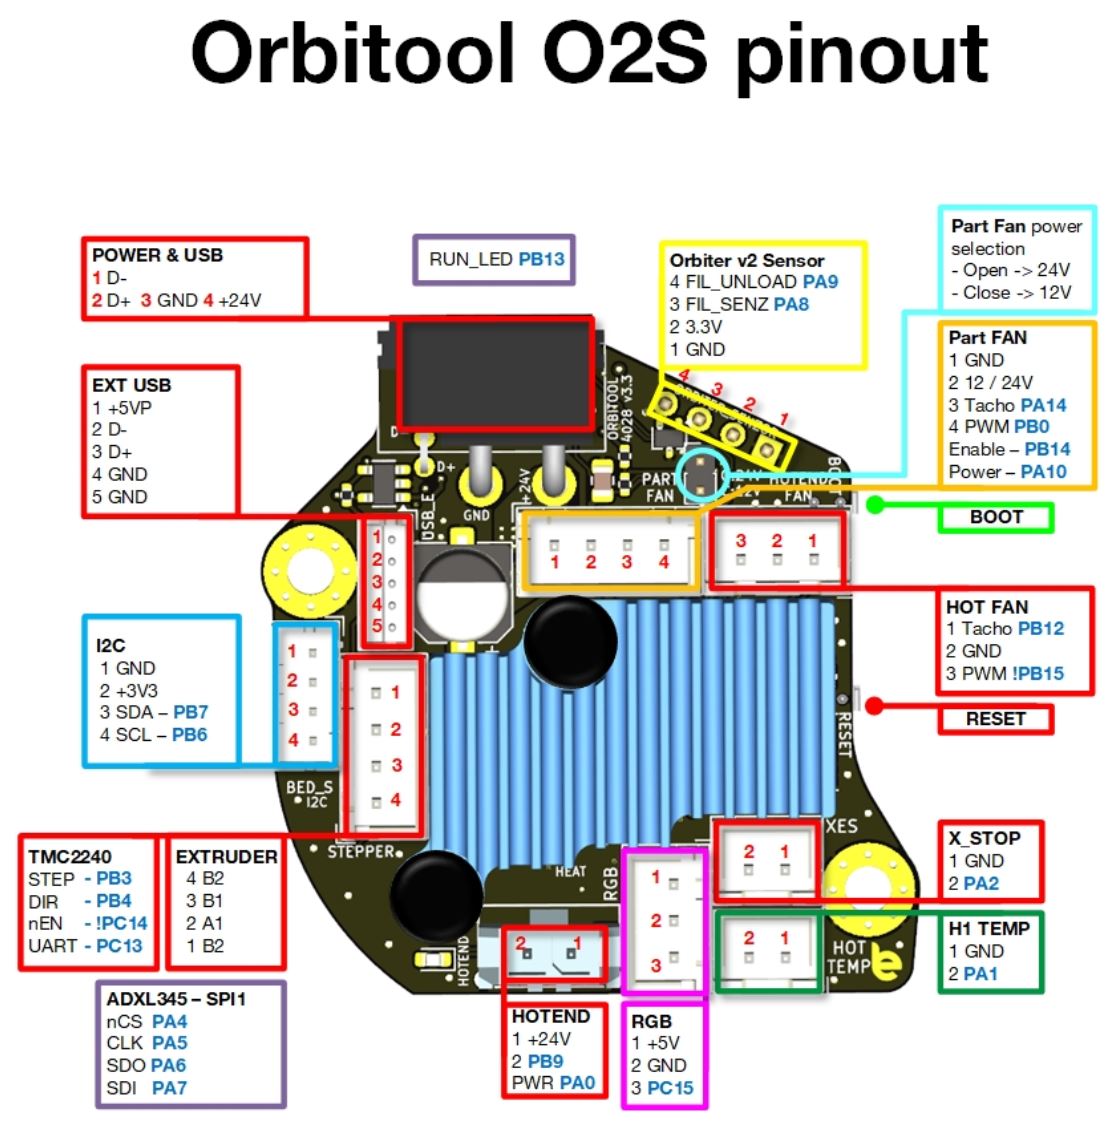 Orbitool O2S pinout
POWER & USB
1 D-
2 D+ 3 GND 4 +24V
RUN_LED PB13
Orbiter v2 Sensor
4 FIL_UNLOAD PA9
3 FIL_SENZ PA8
2 3.3V
1 GND
Part Fan power
selection
- Open -> 24V
- Close -> 12V
Part FAN
1 GND
2 12 / 24V
3 Tacho PA14
4 PWM PB0
Enable – PB14
Power – PA10
EXT USB
1 +5VP
2 D-
3 D+
4 GND
5 GND
4
3
2
1
ORBITOOL
4028 v3.3
D+
GND
+24V
PART
FAN
HOTEND
FAN
BOOT
BOOT
USB_E
1
2
3
4
5
1 2 3 4
3 2 1
HOT FAN
1 Tacho PB12
2 GND
3 PWM !PB15
RESET
RESET
I2C
1 GND
2 +3V3
3 SDA – PB7
4 SCL – PB6
1
2
3
4
1
2
3
4
BED_S
I2C
STEPPER
TMC2240
STEP - PB3
DIR - PB4
nEN - !PC14
UART - PC13
EXTRUDER
4 B2
3 B1
2 A1
1 B2
ADXL345 – SPI1
nCS PA4
CLK PA5
SDO PA6
SDI PA7
HEAT
RGB
HOTEND
2 1
1
2
3
XES
2 1
2 1
HOT
TEMP
X_STOP
1 GND
2 PA2
H1 TEMP
1 GND
2 PA1
HOTEND
1 +24V
2 PB9
PWR PA0
RGB
1 +5V
2 GND
3 PC15